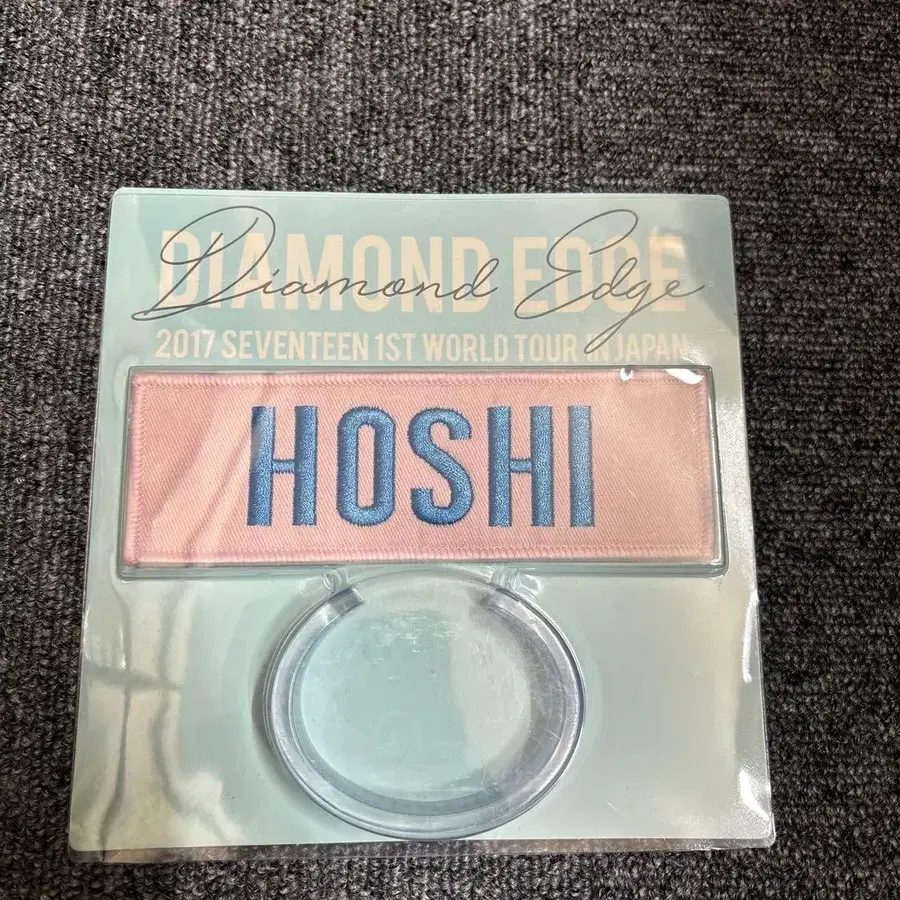 DIAMOND EDGE
Diamond Edge
2017 SEVENTEEN 1ST WORLD TOUR IN JAPAN
HOSHI